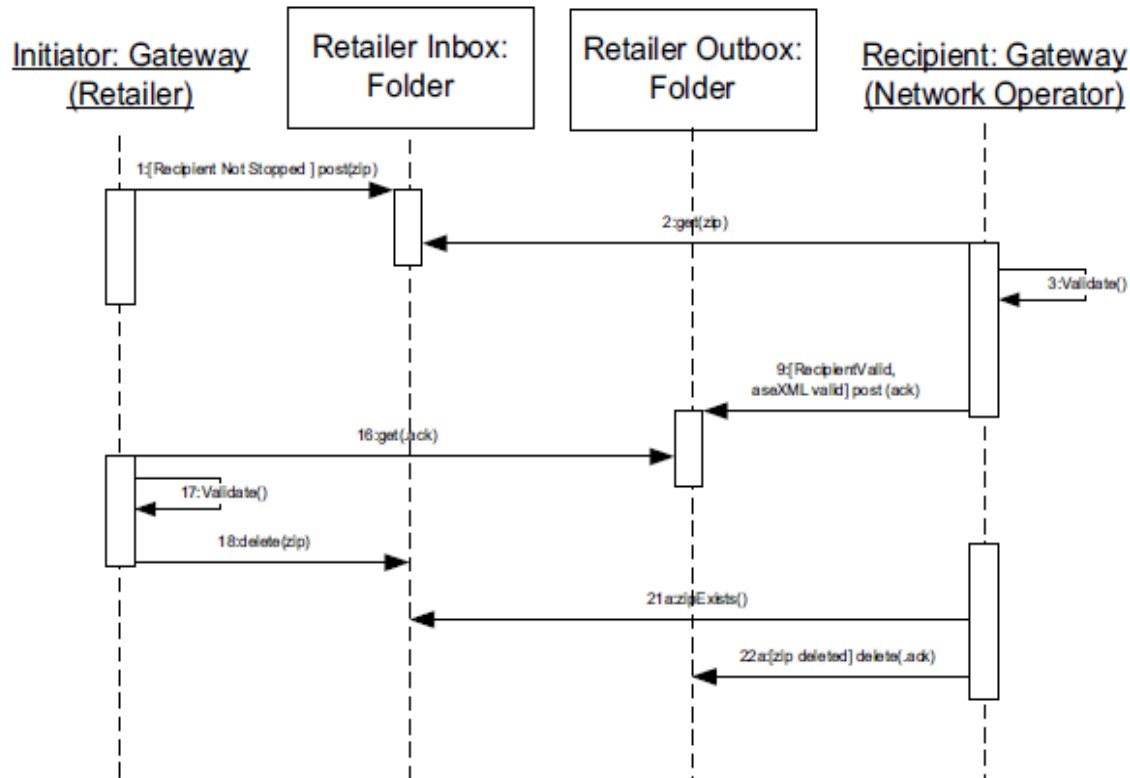 Initiator: Gateway
(Retailer)
Retailer Inbox:
Folder
Retailer Outbox:
Folder
Recipient: Gateway
(Network Operator)
1:[Recipient Not Stopped ] post(zip)
2:get(zip)
3:Validate()
9:[RecipientValid,
aseXML valid] post (ack)
16:get(.ack)
17:Validate()
18:delete(zip)
21a:zipExists()
22a:[zip deleted] delete(.ack)